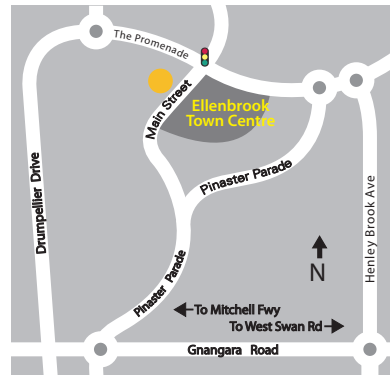 The Promenade
Main Street
Ellenbrook
Town Centre
Pinaster Parade
Drumpellier Drive
Henley Brook Ave
Pinaster Parade
N
To Mitchell Fwy
To West Swan Rd
Gnangara Road